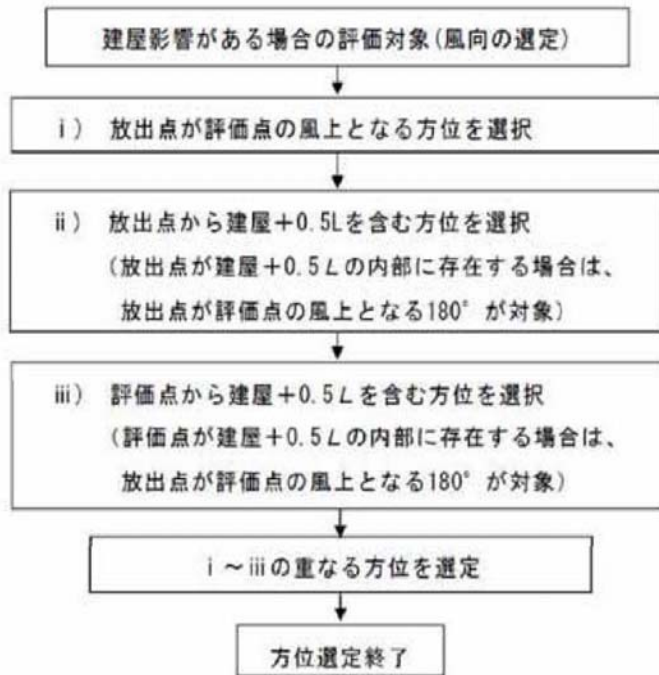 建屋影響がある場合の評価対象(風向の選定)
ⅰ) 放出点が評価点の風上となる方位を選択
ⅱ) 放出点から建屋+0.5Lを含む方位を選択
(放出点が建屋+0.5Lの内部に存在する場合は、
放出点が評価点の風上となる180°が対象)
ⅲ) 評価点から建屋+0.5Lを含む方位を選択
(評価点が建屋+0.5Lの内部に存在する場合は、
放出点が評価点の風上となる180°が対象)
ⅰ~ⅲの重なる方位を選定
方位選定終了